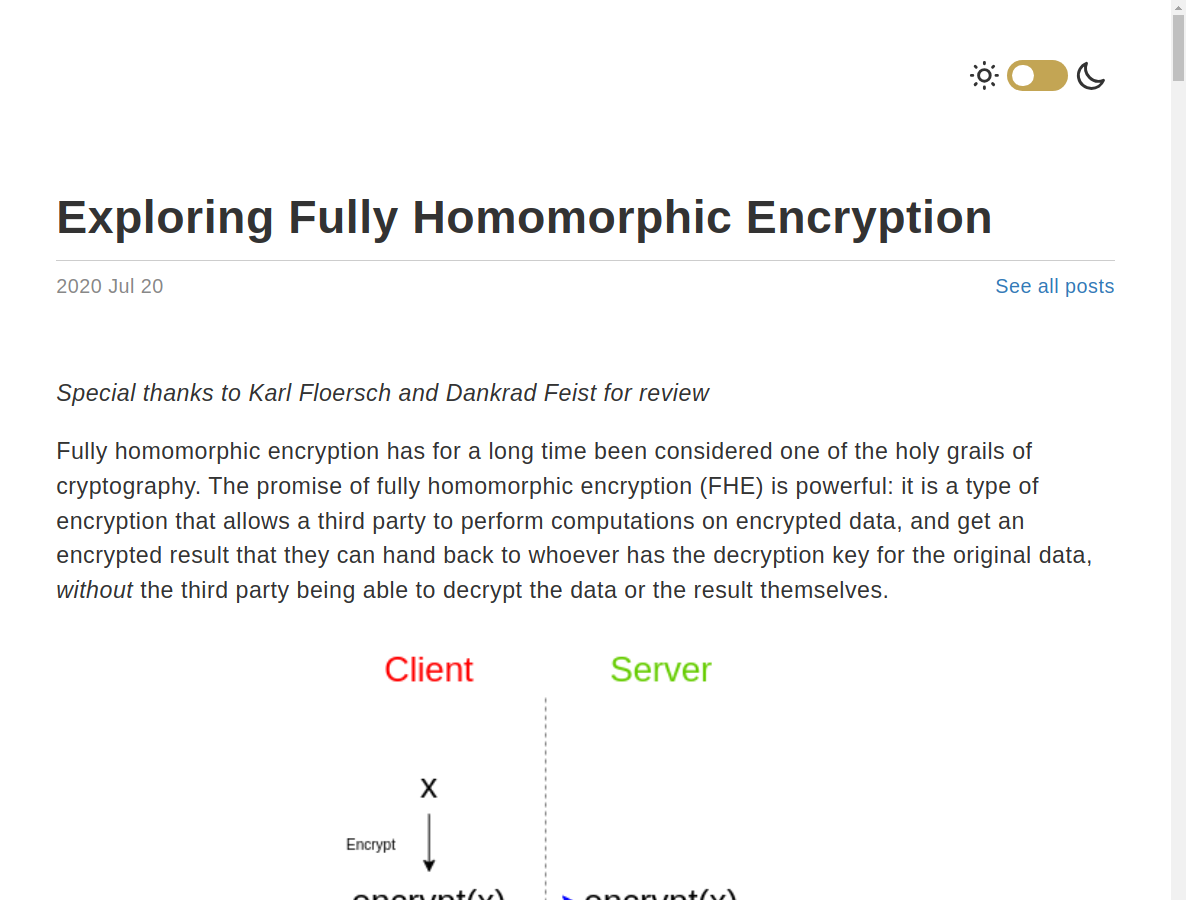 Exploring Fully Homomorphic Encryption
2020 Jul 20
See all posts
Special thanks to Karl Floersch and Dankrad Feist for review
Fully homomorphic encryption has for a long time been considered one of the holy grails of
cryptography. The promise of fully homomorphic encryption (FHE) is powerful: it is a type of
encryption that allows a third party to perform computations on encrypted data, and get an
encrypted result that they can hand back to whoever has the decryption key for the original data,
without the third party being able to decrypt the data or the result themselves.
Client
Server
x
Encrypt
encrypt(x)
encrypt(x)